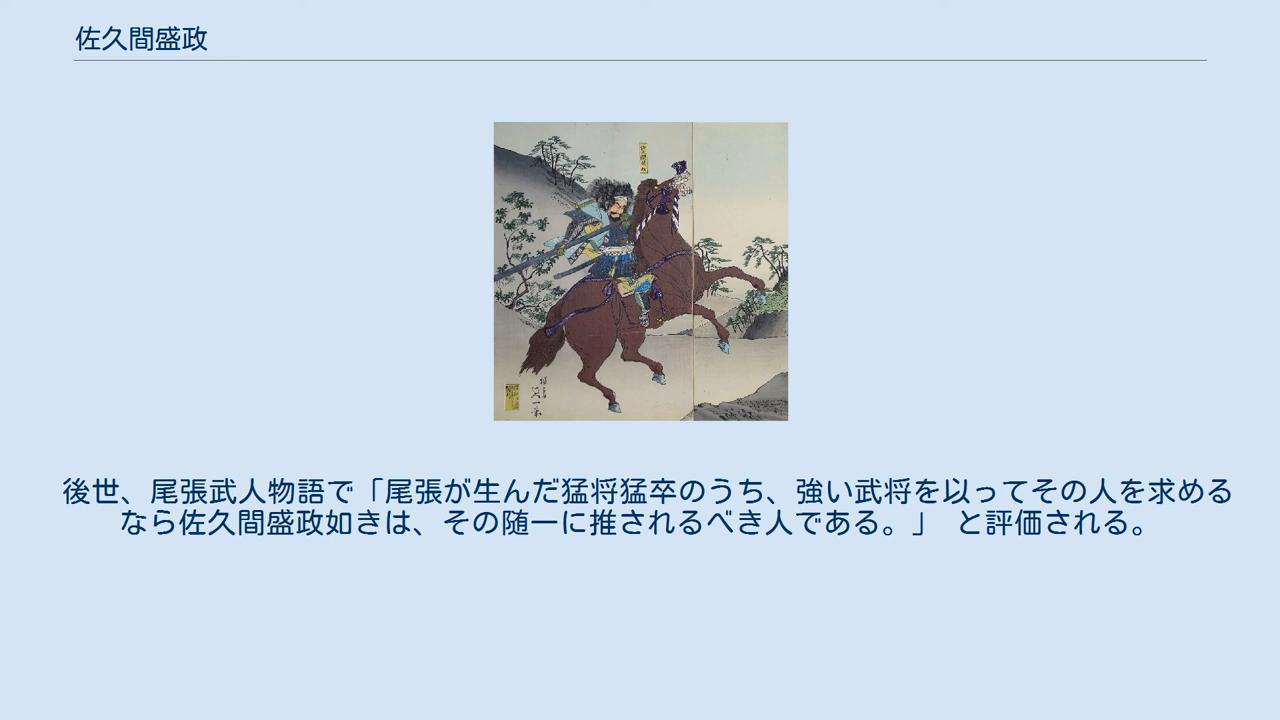 佐久間盛政
後世、尾張武人物語で「尾張が生んだ猛将猛卒のうち、強い武将を以ってその人を求める
なら佐久間盛政如きは、その随一に推されるべき人である。」 と評価される。